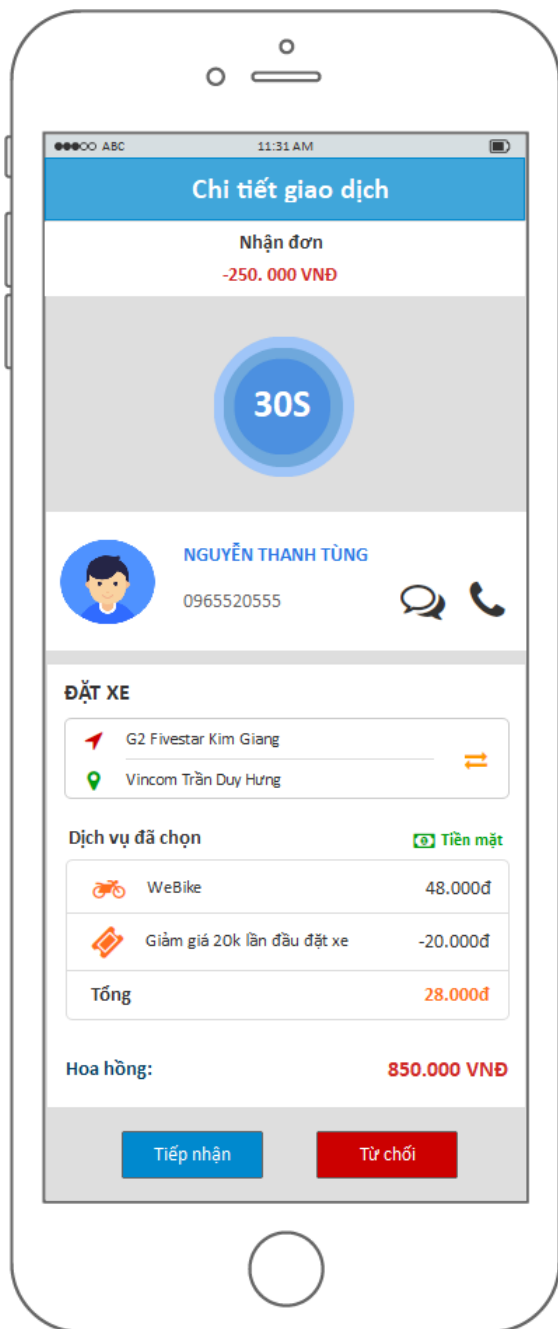 ABC 11:31 AM
Chi tiết giao dịch
Nhận đơn
-250. 000 VNĐ
30S
NGUYỄN THANH TÙNG
0965520555
ĐẶT XE
G2 Fivestar Kim Giang
Vincom Trần Duy Hưng
Dịch vụ đã chọn Tiền mặt
WeBike 48.000đ
Giảm giá 20k lần đầu đặt xe -20.000đ
Tổng 28.000đ
Hoa hồng: 850.000 VNĐ
Tiếp nhận Từ chối